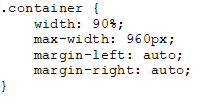 .container {
    width: 90%;
    max-width: 960px;
    margin-left: auto;
    margin-right: auto;
}